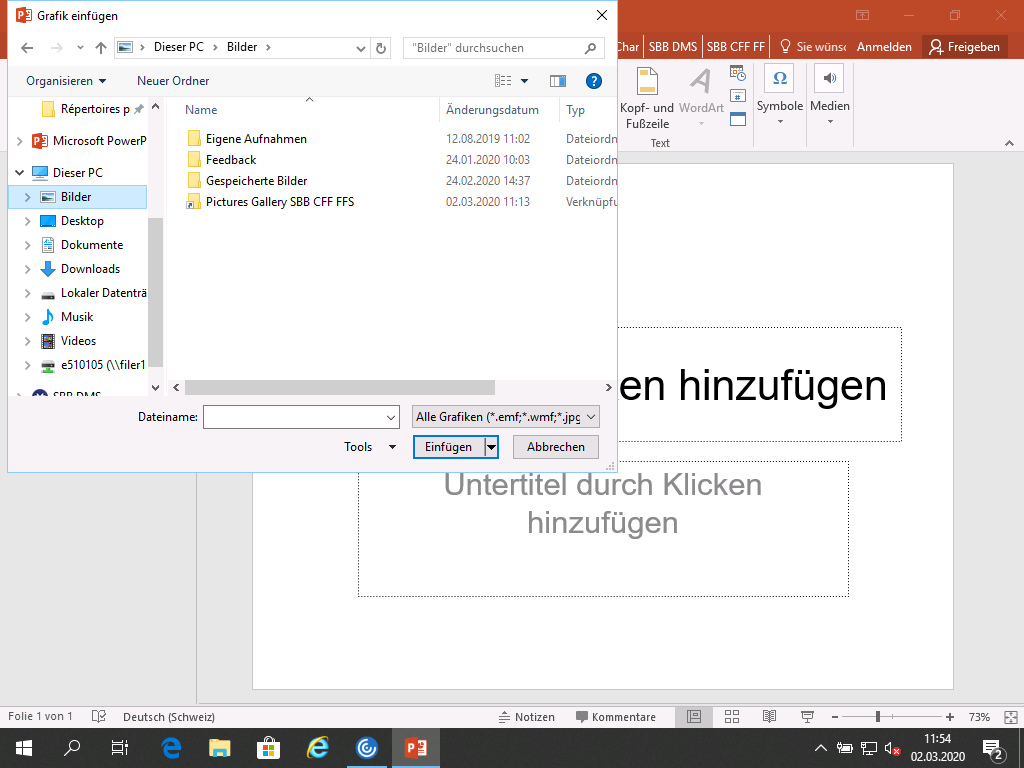 Grafik einfügen
Dieser PC
Bilder
"Bilder" durchsuchen
Organisieren
Neuer Ordner
Répertoires p
Microsoft PowerP
Dieser PC
Bilder
Desktop
Dokumente
Downloads
Lokaler Datenträ
Musik
Videos
e510105 (\\filer1
SBB DMS
Name Änderungsdatum Typ
Eigene Aufnahmen 12.08.2019 11:02 Dateiordn
Feedback 24.01.2020 10:03 Dateiordn
Gespeicherte Bilder 24.02.2020 14:37 Dateiordn
Pictures Gallery SBB CFF FFS 02.03.2020 11:13 Verknüpfu
Dateiname:
Alle Grafiken (*.emf;*.wmf;*.jpg
Tools
Einfügen
Abbrechen
Char SBB DMS SBB CFF FF Sie wünsc Anmelden Freigeben
Kopf- und
Fußzeile
WordArt
Symbole
Medien
Text
en hinzufügen
Untertitel durch Klicken
hinzufügen
Folie 1 von 1
Deutsch (Schweiz)
Notizen
Kommentare
73%
11:54
02.03.2020
2